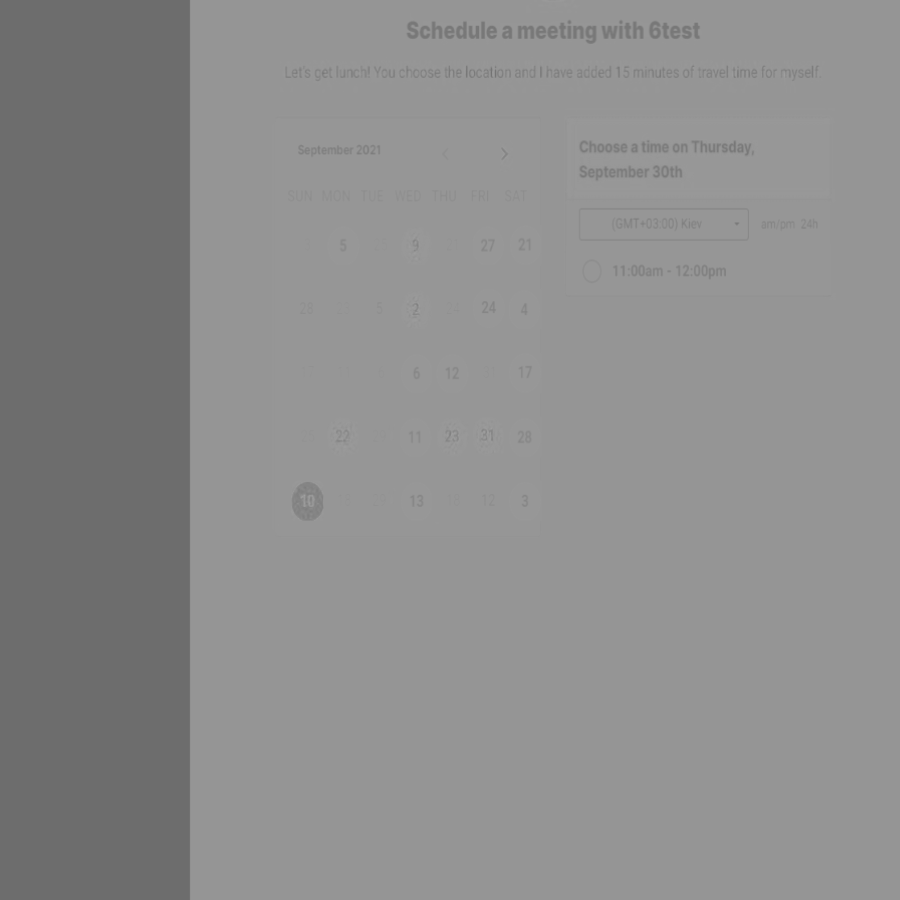 Schedule a meeting with 6test
Let's get lunch! You choose the location and I have added 15 minutes of travel time for myself.
September 2021
SUN MON TUE WED THU FRI SAT
5 9 27 21
29 5 2 24 4
6 12 17
22 11 23 31 28
10 13 12 3
Choose a time on Thursday,
September 30th
(GMT+03:00) Kiev am/pm 24h
11:00am - 12:00pm